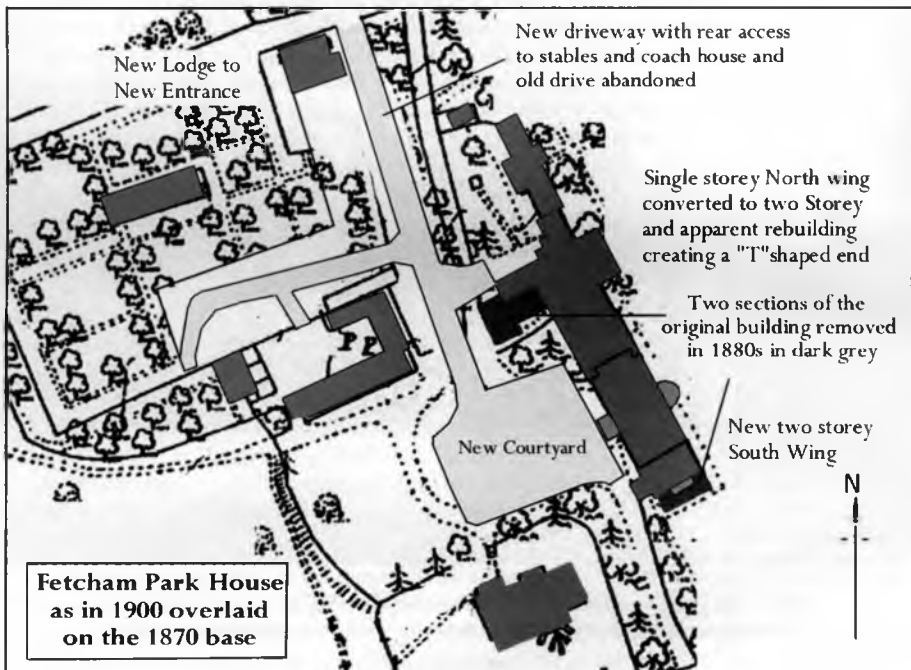 New driveway with rear access
to stables and coach house and
old drive abandoned
New Lodge to
New Entrance
Single storey North wing
converted to two Storey
and apparent rebuilding
creating a "T"shaped end
Two sections of the
original building removed
in 1880s in dark grey
New two storey
South Wing
New Courtyard
P P
N
Fetcham Park House
as in 1900 overlaid
on the 1870 base